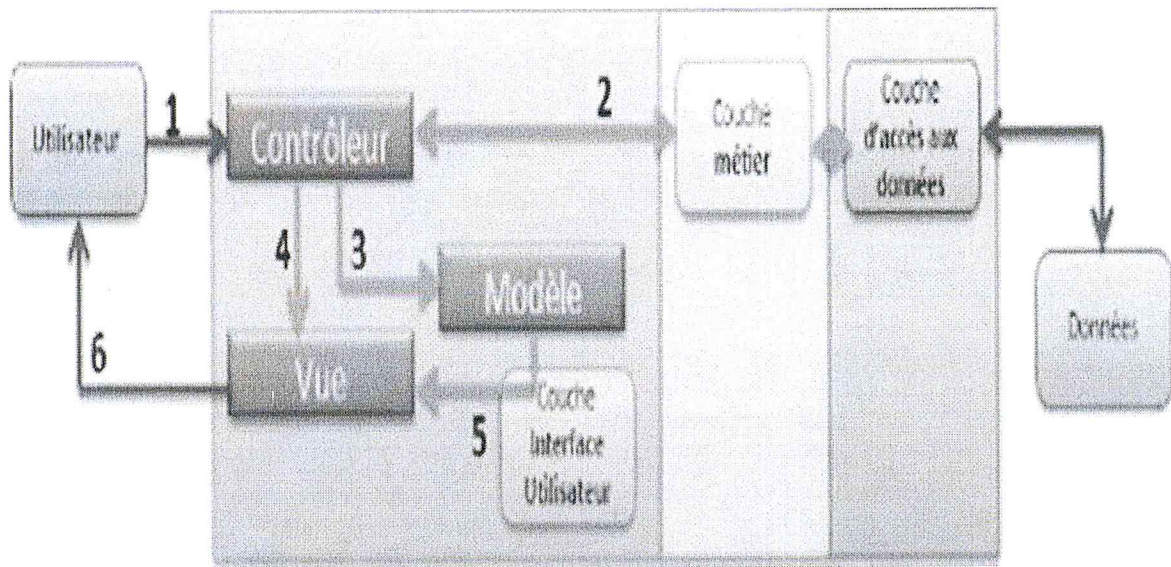 Utilisateur
1
Contrôleur
2
Couche
métier
Couche
d'accès aux
données
4
3
Modèle
6
Vue
5
Couche
Interface
Utilisateur
Données